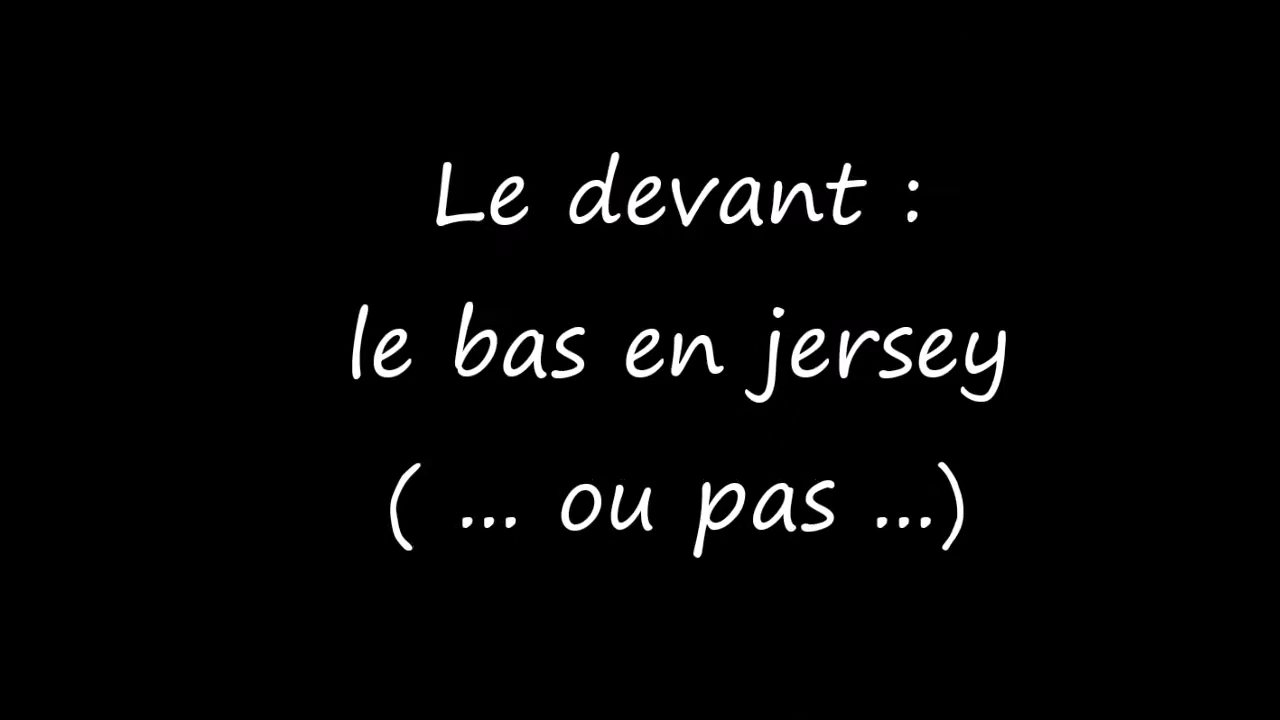 Le devant :
le bas en jersey
( ... ou pas ...)